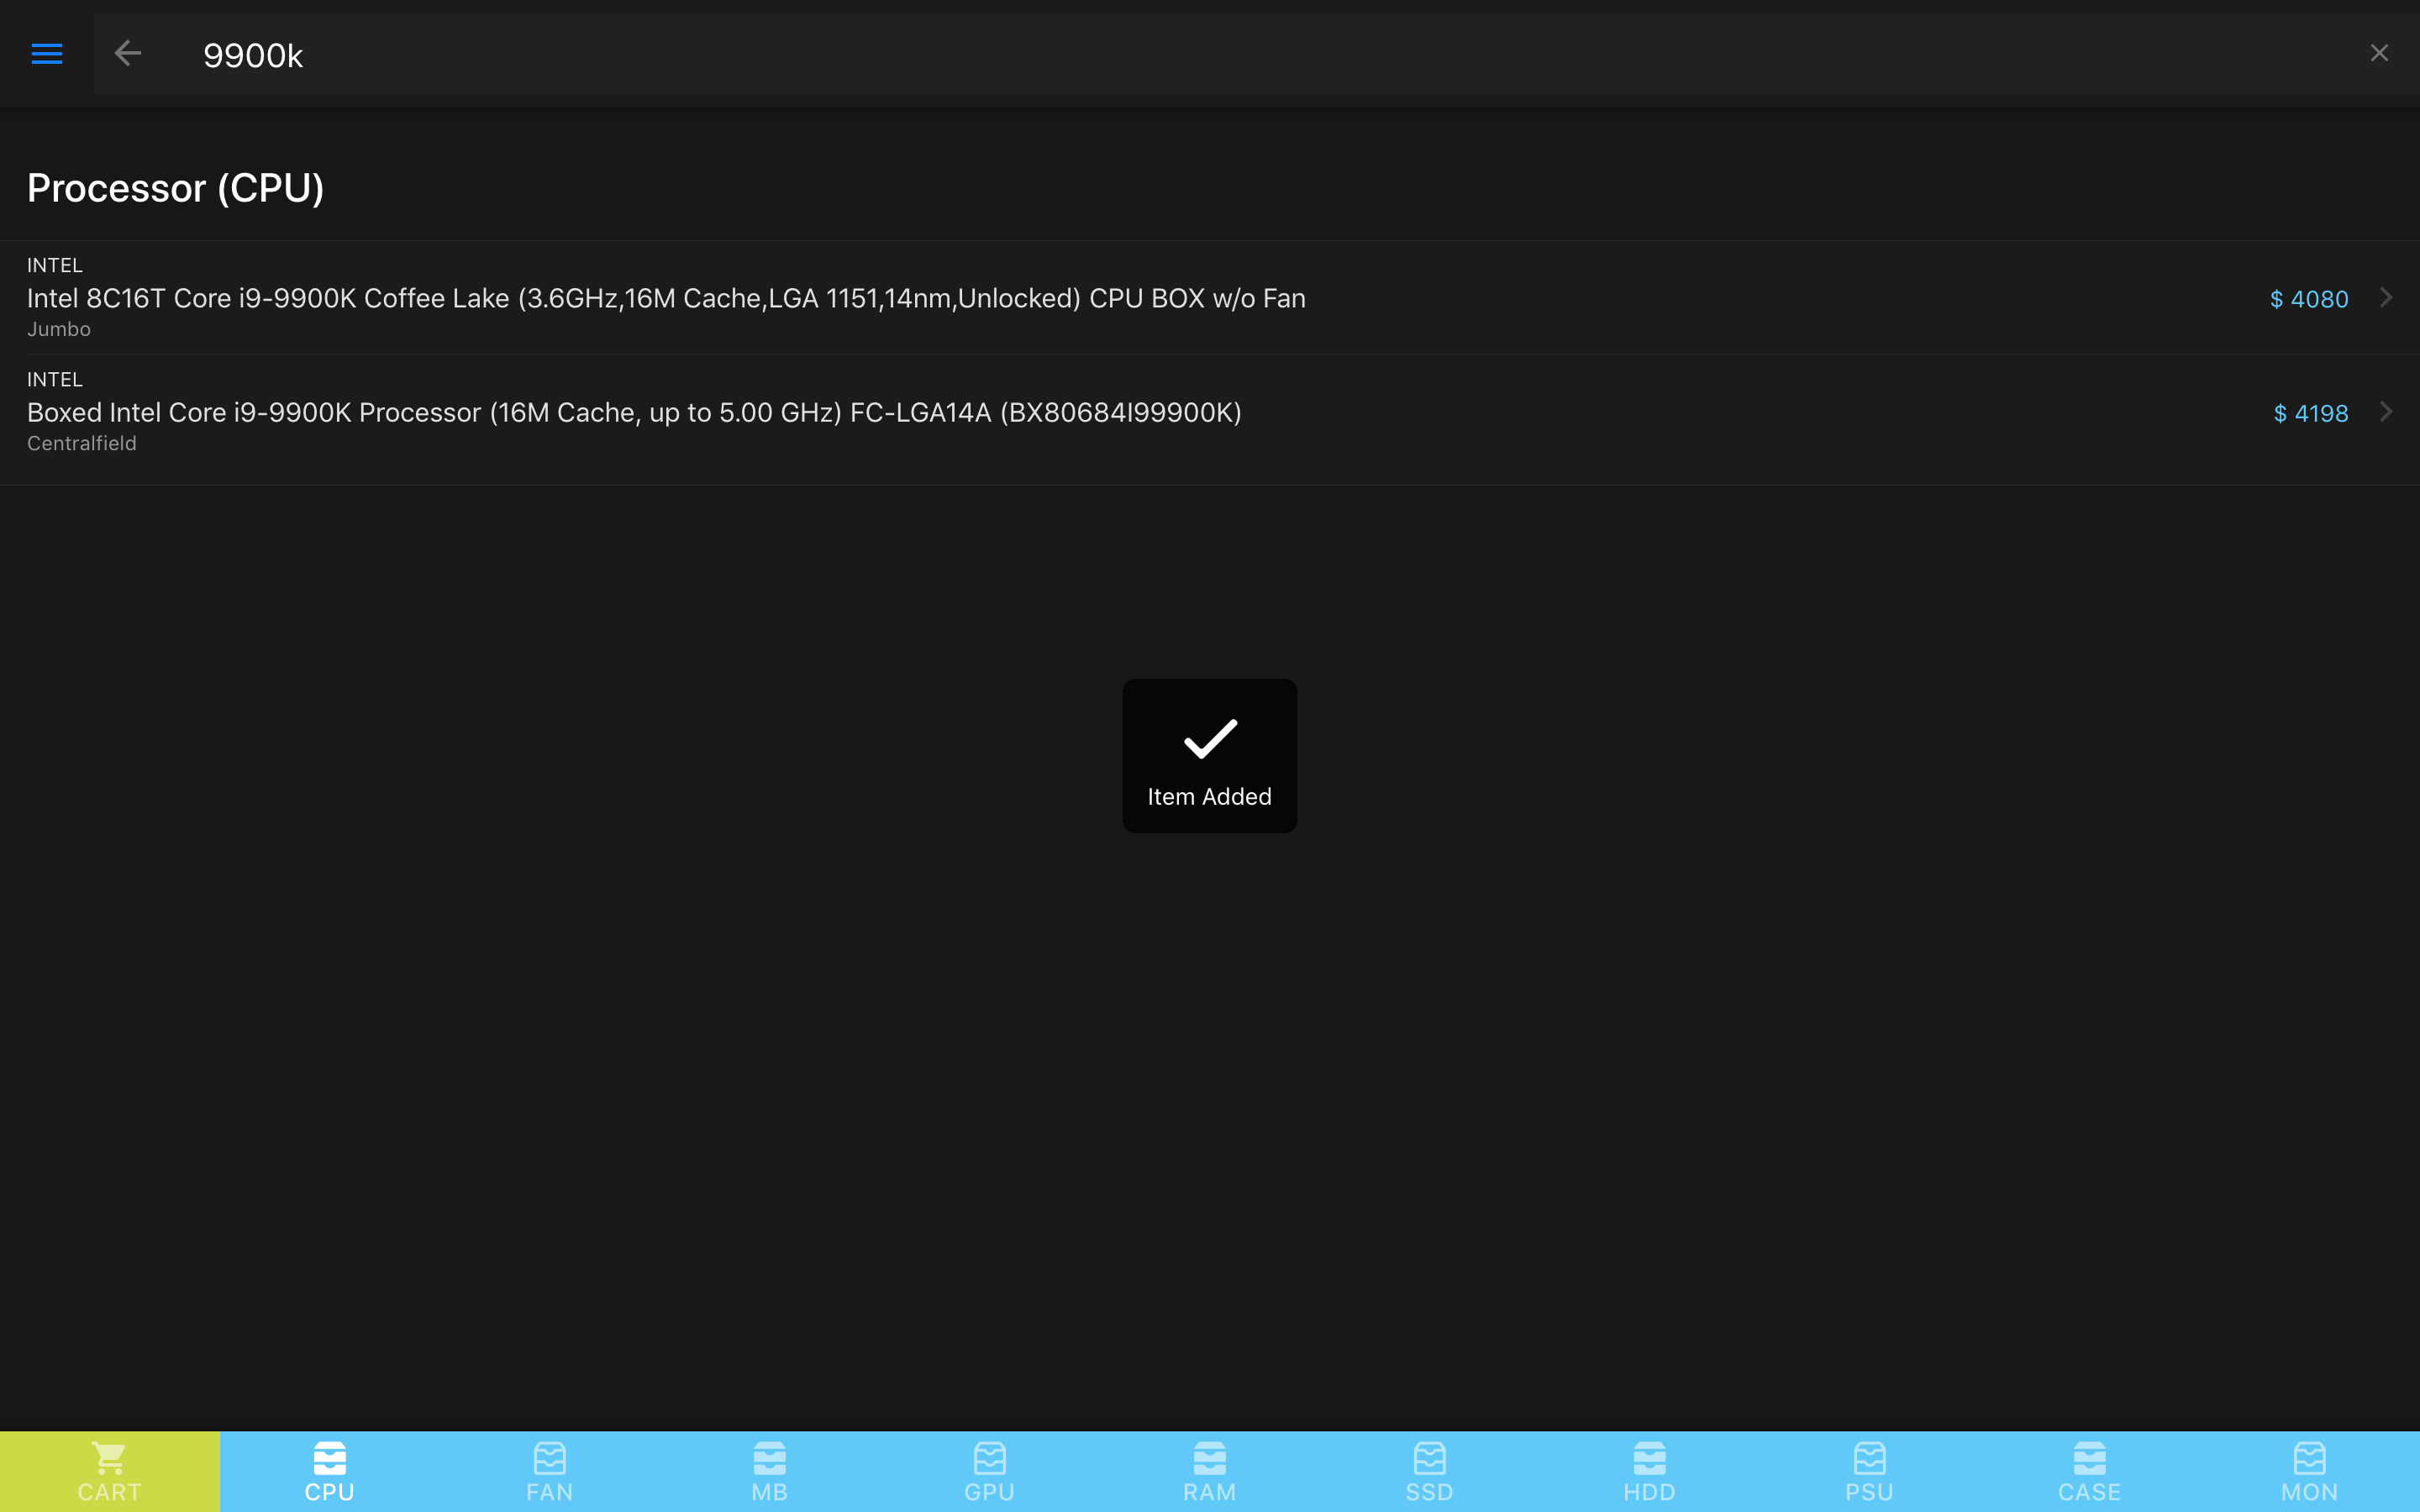 9900k
Processor (CPU)
INTEL
Intel 8C16T Core i9-9900K Coffee Lake (3.6GHz,16M Cache,LGA 1151,14nm,Unlocked) CPU BOX w/o Fan
$ 4080
Jumbo
INTEL
Boxed Intel Core i9-9900K Processor (16M Cache, up to 5.00 GHz) FC-LGA14A (BX80684I99900K)
$ 4198
Centralfield
Item Added
CART CPU FAN MB GPU RAM SSD HDD PSU CASE MON